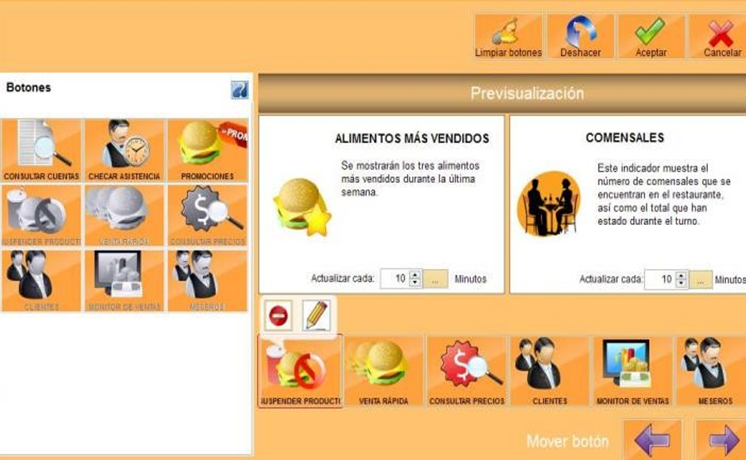 Limpiar botones
Deshacer
Aceptar
Cancelar
Botones
CONSULTAR CUENTAS
CHECAR ASISTENCIA
PROMOCIONES
PROM
USPENDER PRODUCTO
VENTA RÁPIDA
CONSULTAR PRECIOS
CLIENTES
MONITOR DE VENTAS
MESEROS
Previsualización
ALIMENTOS MÁS VENDIDOS
Se mostrarán los tres alimentos
más vendidos durante la última
semana.
Actualizar cada: 10 ... Minutos
COMENSALES
Este indicador muestra el
número de comensales que se
encuentran en el restaurante,
así como el total que han
estado durante el turno.
Actualizar cada: 10 ... Minutos
USPENDER PRODUCT
VENTA RÁPIDA
CONSULTAR PRECIOS
CLIENTES
MONITOR DE VENTAS
MESEROS
Mover botón